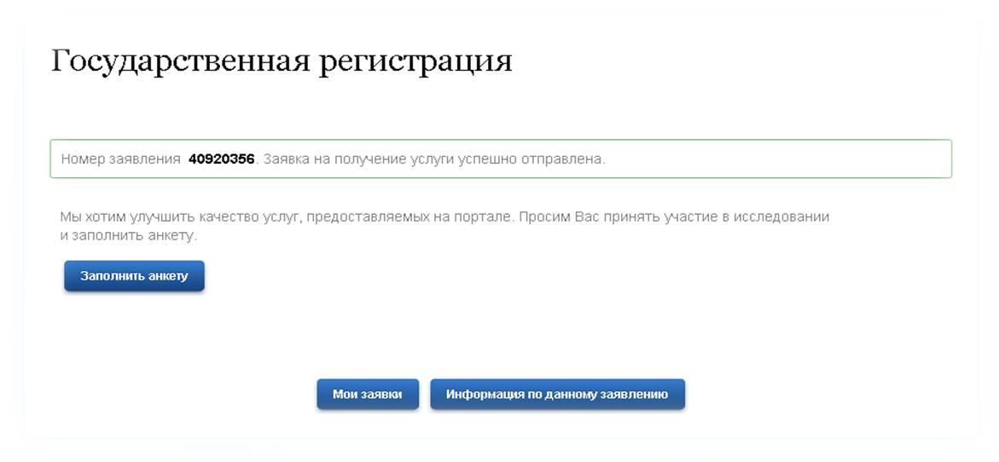 Государственная регистрация
Номер заявления 40920356. Заявка на получение услуги успешно отправлена.
Мы хотим улучшить качество услуг, предоставляемых на портале. Просим Вас принять участие в исследовании
и заполнить анкету.
Заполнить анкету
Мои заявки Информация по данному заявлению